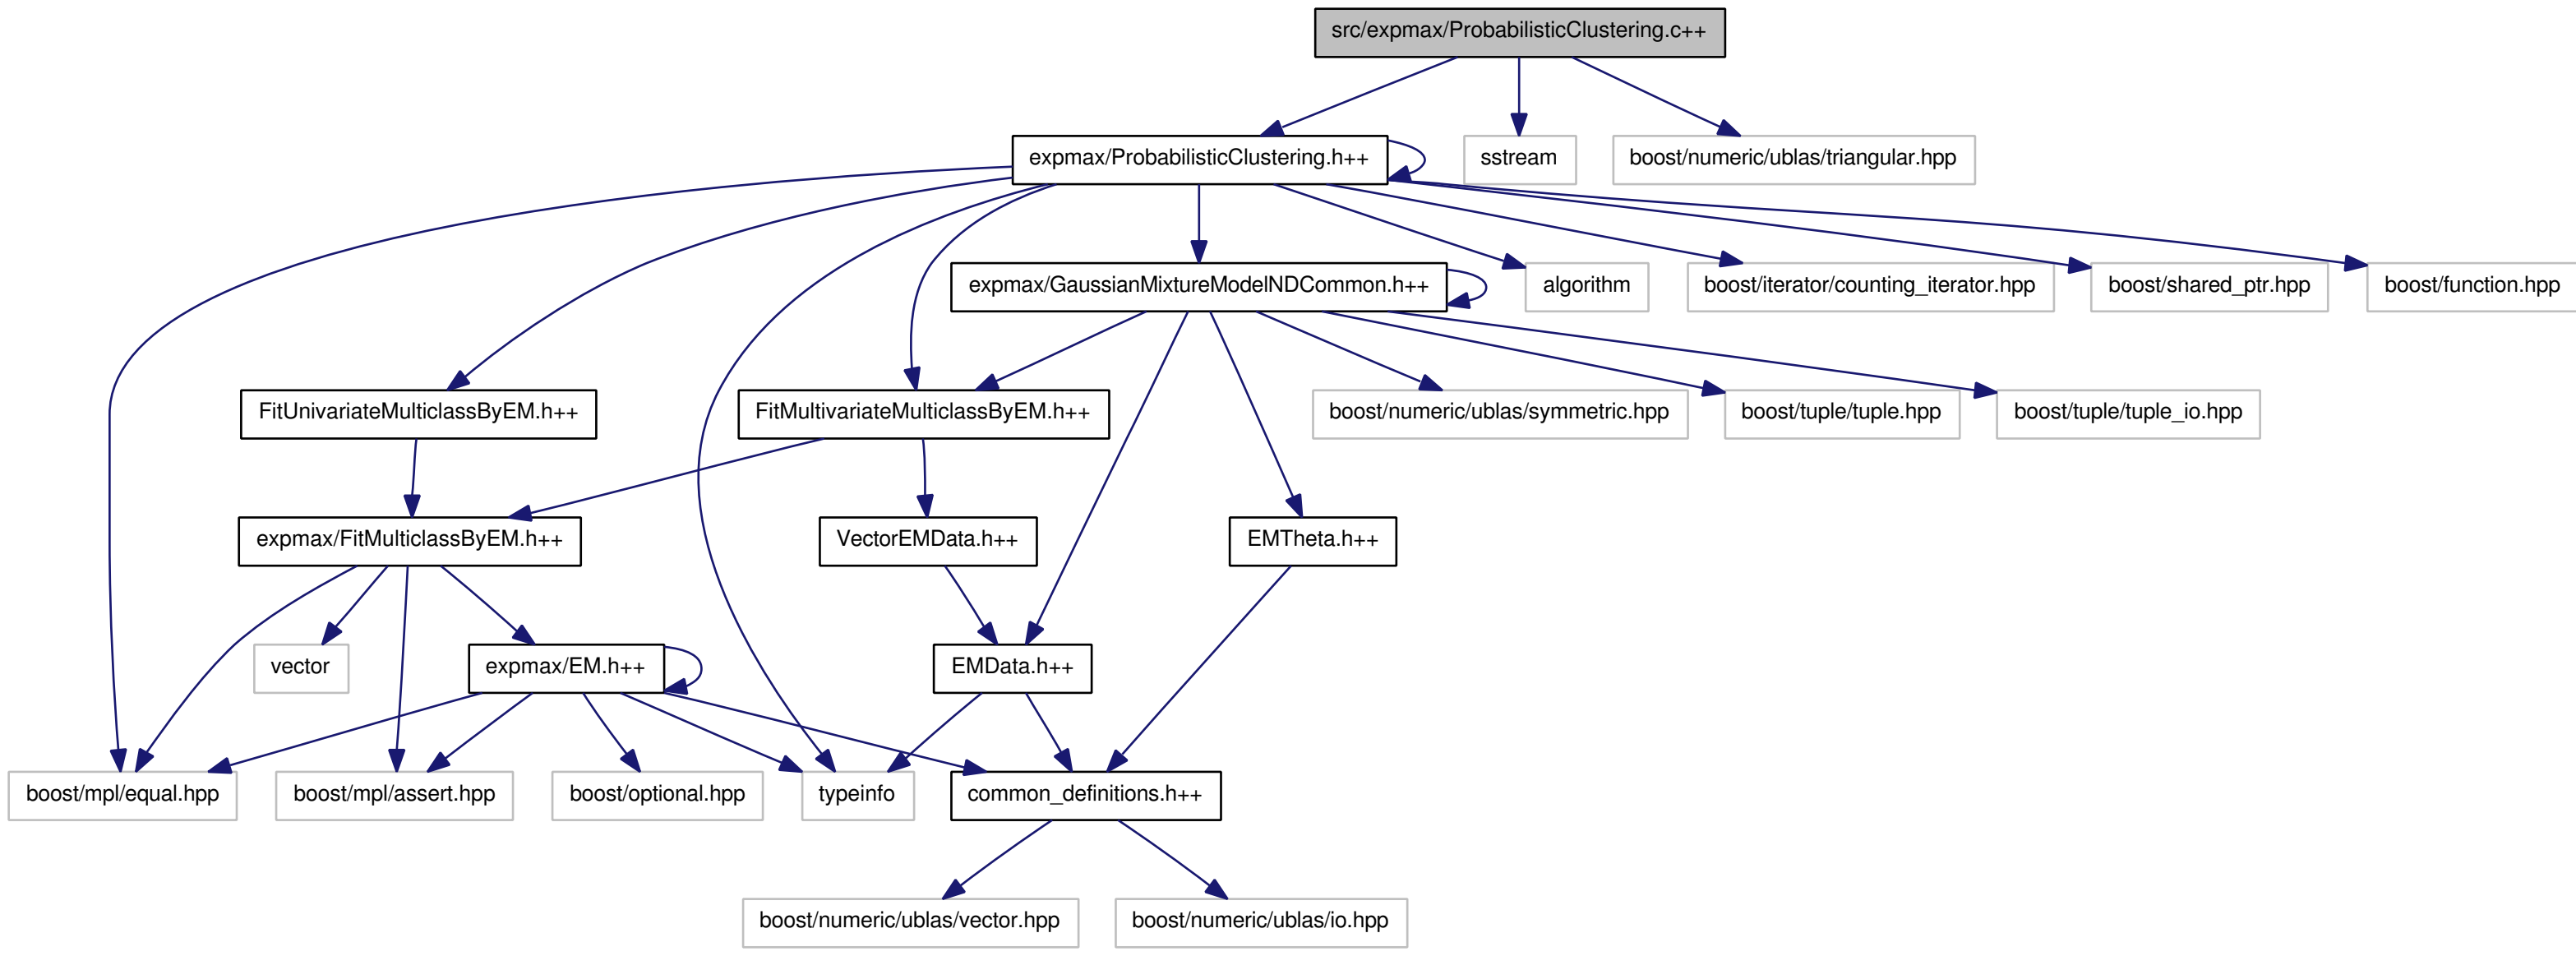 src/expmax/ProbabilisticClustering.c++
expmax/ProbabilisticClustering.h++
sstream
boost/numeric/ublas/triangular.hpp
expmax/GaussianMixtureModelNDCommon.h++
algorithm
boost/iterator/counting_iterator.hpp
boost/shared_ptr.hpp
boost/function.hpp
FitUnivariateMulticlassByEM.h++
FitMultivariateMulticlassByEM.h++
boost/numeric/ublas/symmetric.hpp
boost/tuple/tuple.hpp
boost/tuple/tuple_io.hpp
expmax/FitMulticlassByEM.h++
VectorEMData.h++
EMTheta.h++
vector
expmax/EM.h++
EMData.h++
boost/mpl/equal.hpp
boost/mpl/assert.hpp
boost/optional.hpp
typeinfo
common_definitions.h++
boost/numeric/ublas/vector.hpp
boost/numeric/ublas/io.hpp